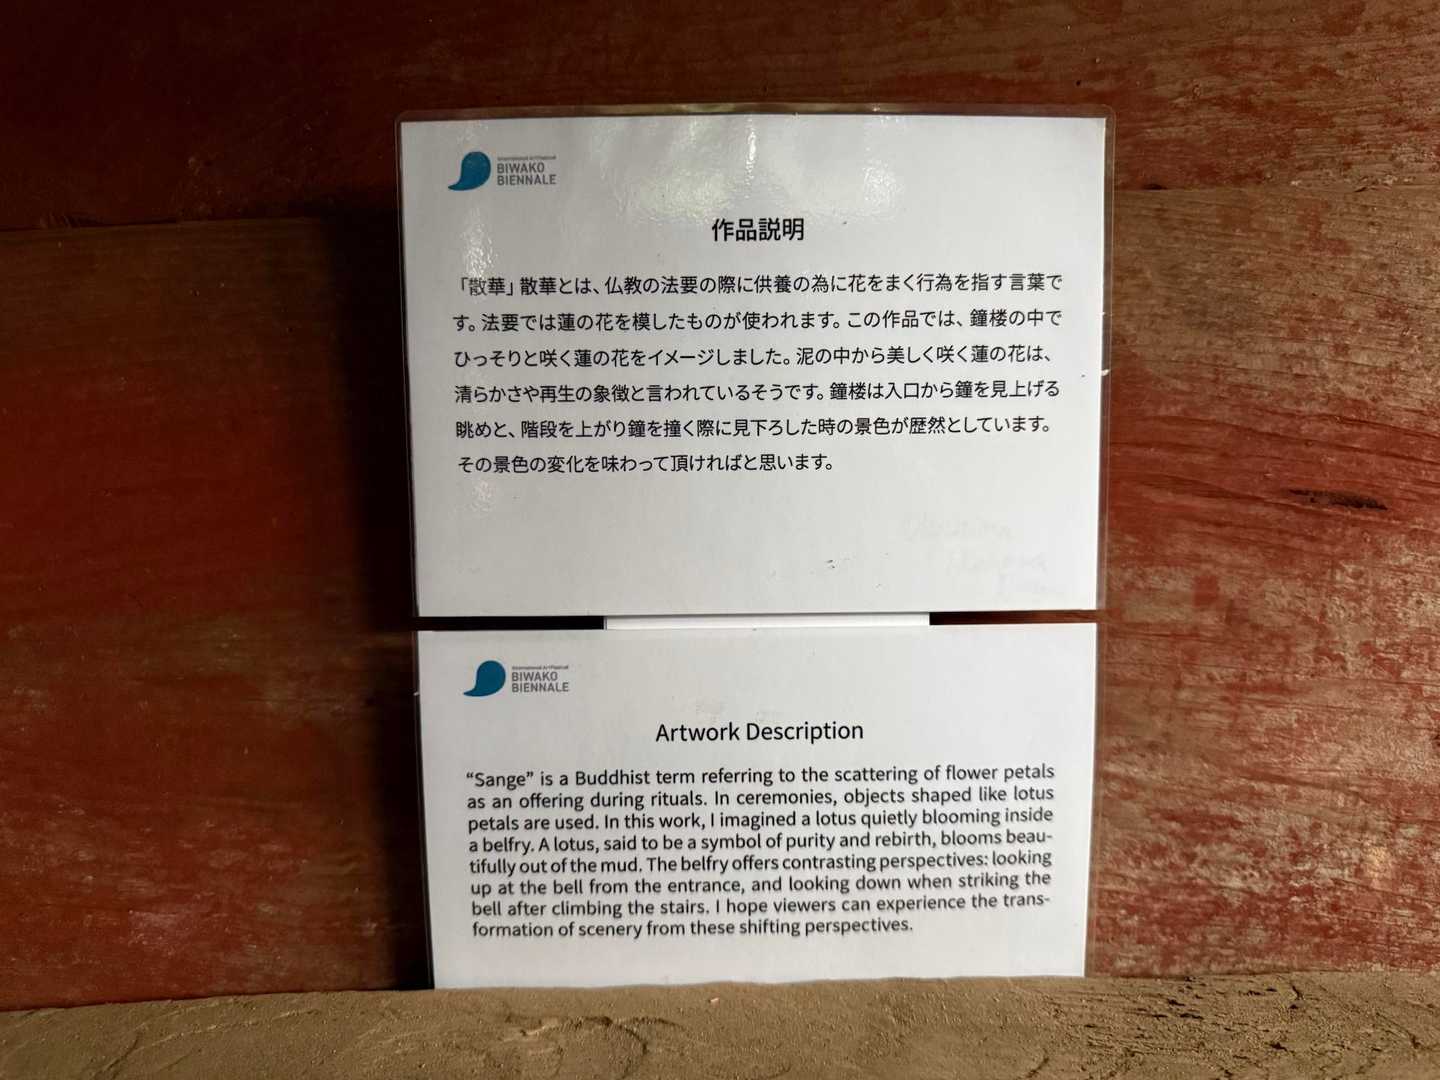 International Art Festival
BIWAKO
BIENNALE
作品説明
「散華」散華とは、仏教の法要の際に供養の為に花をまく行為を指す言葉で
す。法要では蓮の花を模したものが使われます。この作品では、鐘楼の中で
ひっそりと咲く蓮の花をイメージしました。泥の中から美しく咲く蓮の花は、
清らかさや再生の象徴と言われているそうです。鐘楼は入口から鐘を見上げる
眺めと、階段を上がり鐘を撞く際に見下ろした時の景色が歴然としています。
その景色の変化を味わって頂ければと思います。
International Art Festival
BIWAKO
BIENNALE
Artwork Description
“Sange” is a Buddhist term referring to the scattering of flower petals
as an offering during rituals. In ceremonies, objects shaped like lotus
petals are used. In this work, I imagined a lotus quietly blooming inside
a belfry. A lotus, said to be a symbol of purity and rebirth, blooms beau-
tifully out of the mud. The belfry offers contrasting perspectives: looking
up at the bell from the entrance, and looking down when striking the
bell after climbing the stairs. I hope viewers can experience the trans-
formation of scenery from these shifting perspectives.